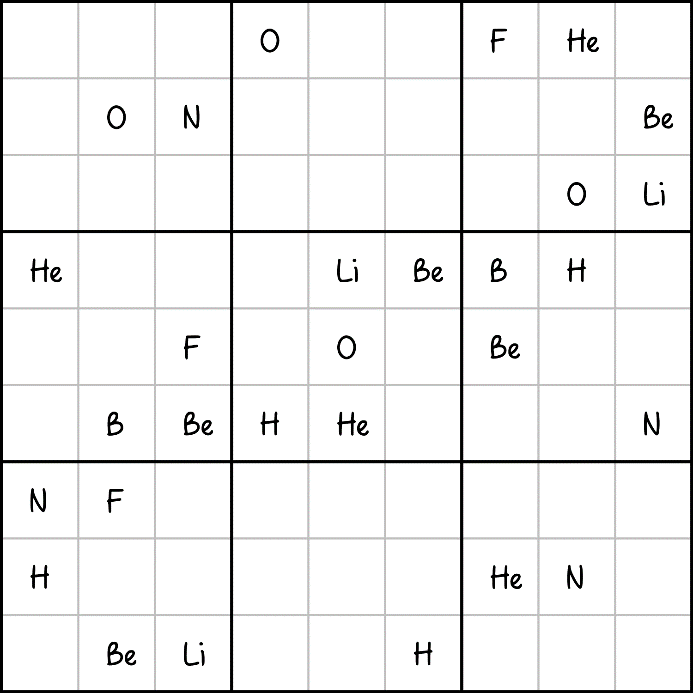 O F He
O N Be
O Li
He Li Be B H
F O Be
B Be H He N
N F
H He N
Be Li H